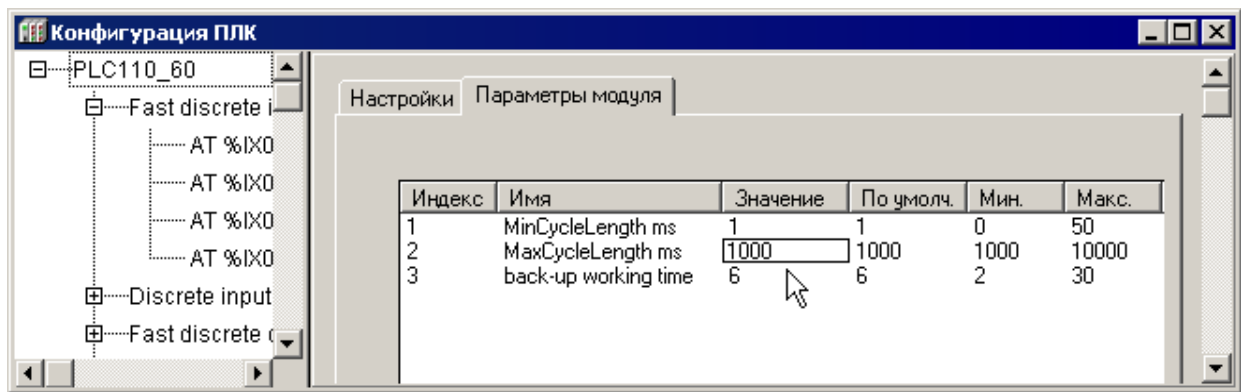 Конфигурация ПЛК
PLC110_60
Fast discrete i
AT %IX0
AT %IX0
AT %IX0
AT %IX0
Discrete input
Fast discrete
Настройки Параметры модуля
Индекс Имя Значение По умолч. Мин. Макс.
1 MinCycleLength ms 1 1 0 50
2 MaxCycleLength ms 1000 1000 1000 10000
3 back-up working time 6 6 2 30